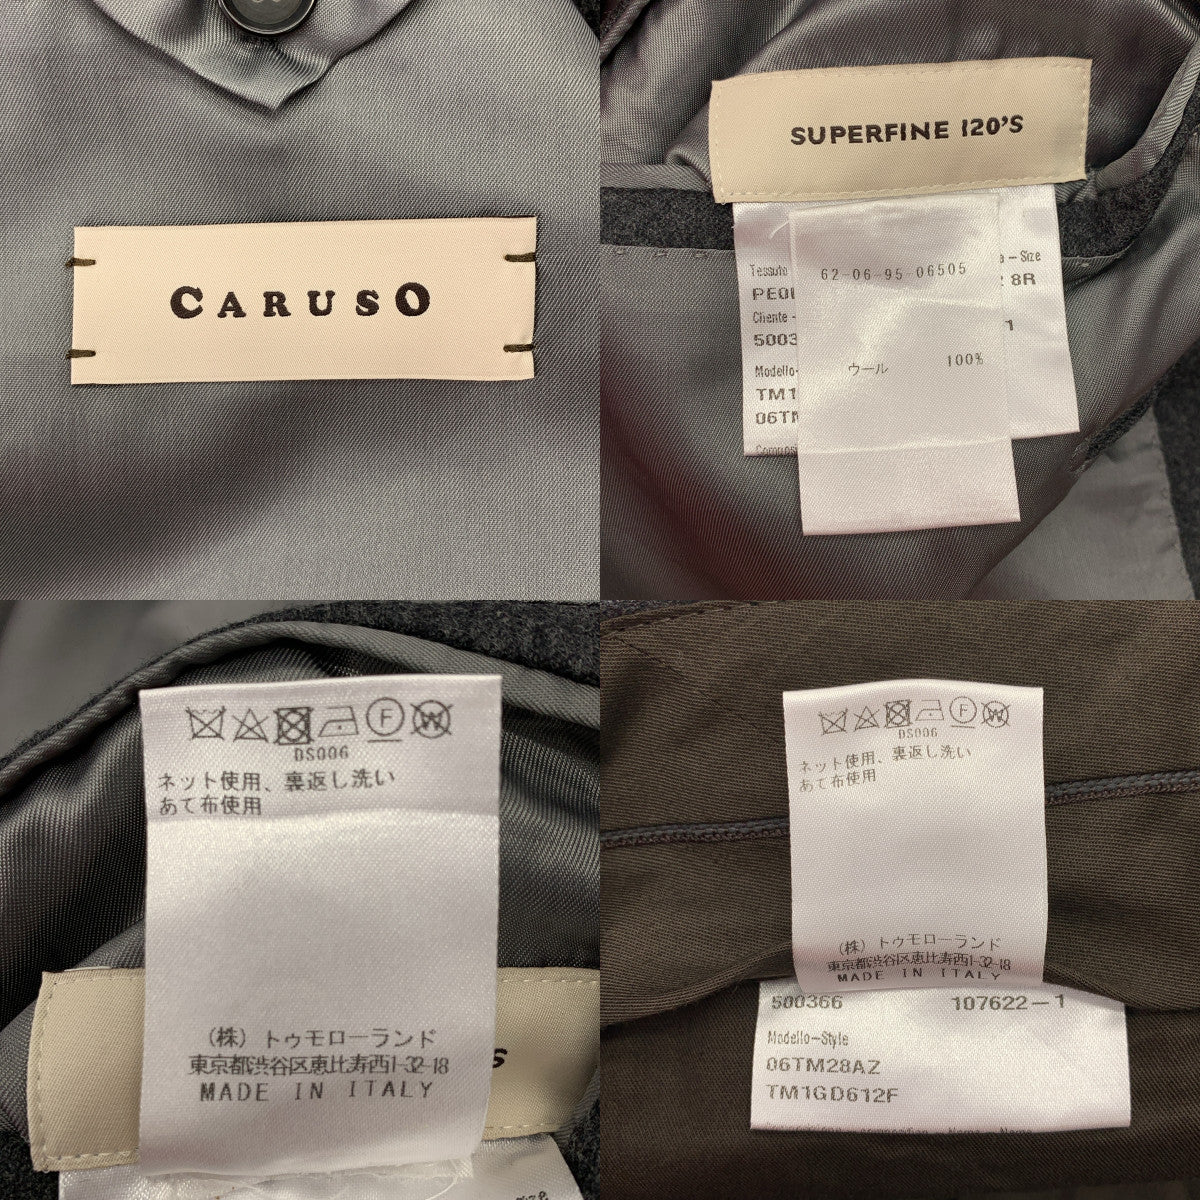 CARUSO
SUPERFINE 120'S
Tessuto
a - Size
62-06-95 06505
8R
Cliente -
5003
1
ウール 100%
Modello-
TM1
06TM
DS006
ネット使用、裏返し洗い
あて布使用
(株) トゥモローランド
東京都渋谷区恵比寿西1-32-18
MADE IN ITALY
S
DS006
ネット使用、裏返し洗い
あて布使用
(株) トゥモローランド
東京都渋谷区恵比寿西1-32-18
MADE IN ITALY
500366 107622-1
Modello-Style
06TM28AZ
TM1GD612F